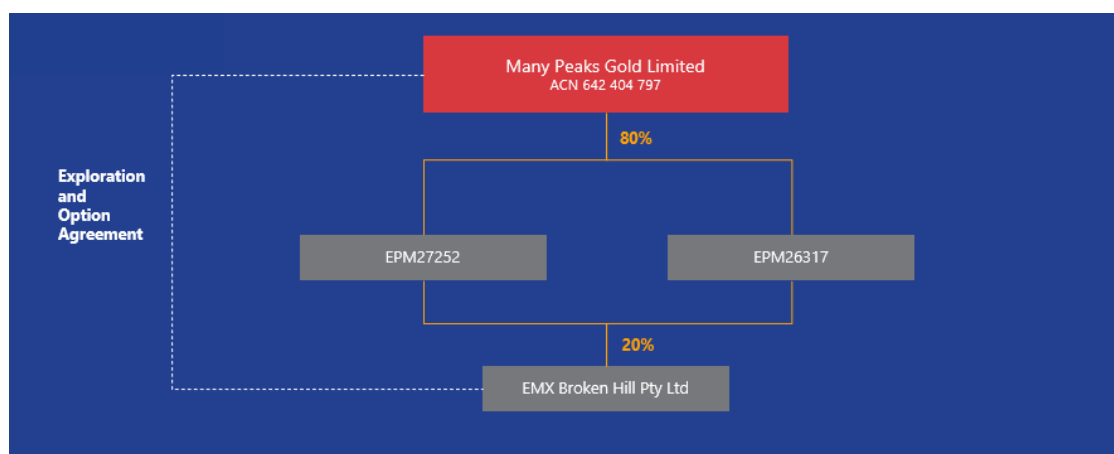 Many Peaks Gold Limited
ACN 642 404 797
80%
Exploration
and
Option
Agreement
EPM27252
EPM26317
20%
EMX Broken Hill Pty Ltd